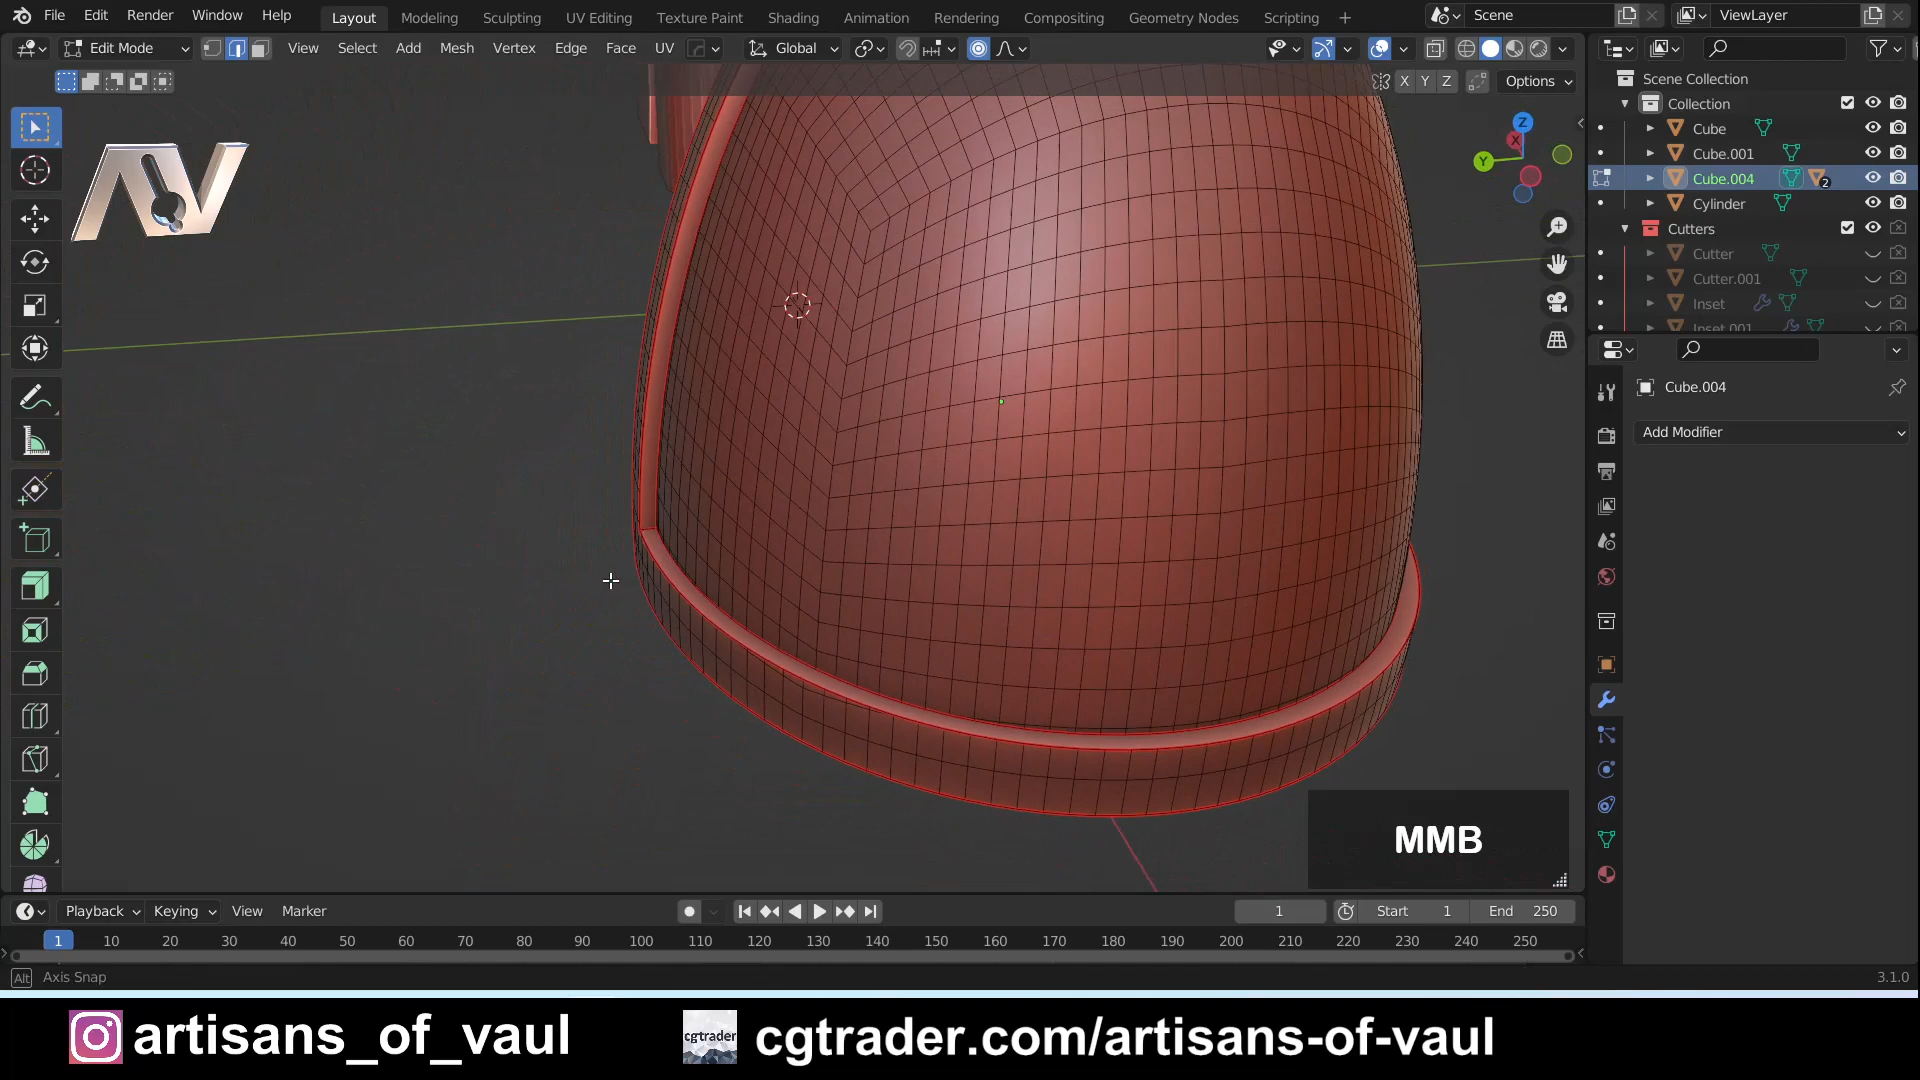 File Edit Render Window Help Layout Modeling Sculpting UV Editing Texture Paint Shading Animation Rendering Compositing Geometry Nodes Scripting + Scene ViewLayer
Edit Mode View Select Add Mesh Vertex Edge Face UV Global
X Y Z Options
Scene Collection
Collection
Cube
Cube.001
Cube.004 2
Cylinder
Cutters
Cutter
Cutter.001
Inset
Inset.001
Z
X
Y
AV
Cube.004
Add Modifier
MMB
Playback Keying View Marker 1 Start 1 End 250
1 10 20 30 40 50 60 70 80 90 100 110 120 130 140 150 160 170 180 190 200 210 220 230 240 250
Alt Axis Snap 3.1.0
artisans_of_vaul cgtrader cgtrader.com/artisans-of-vaul